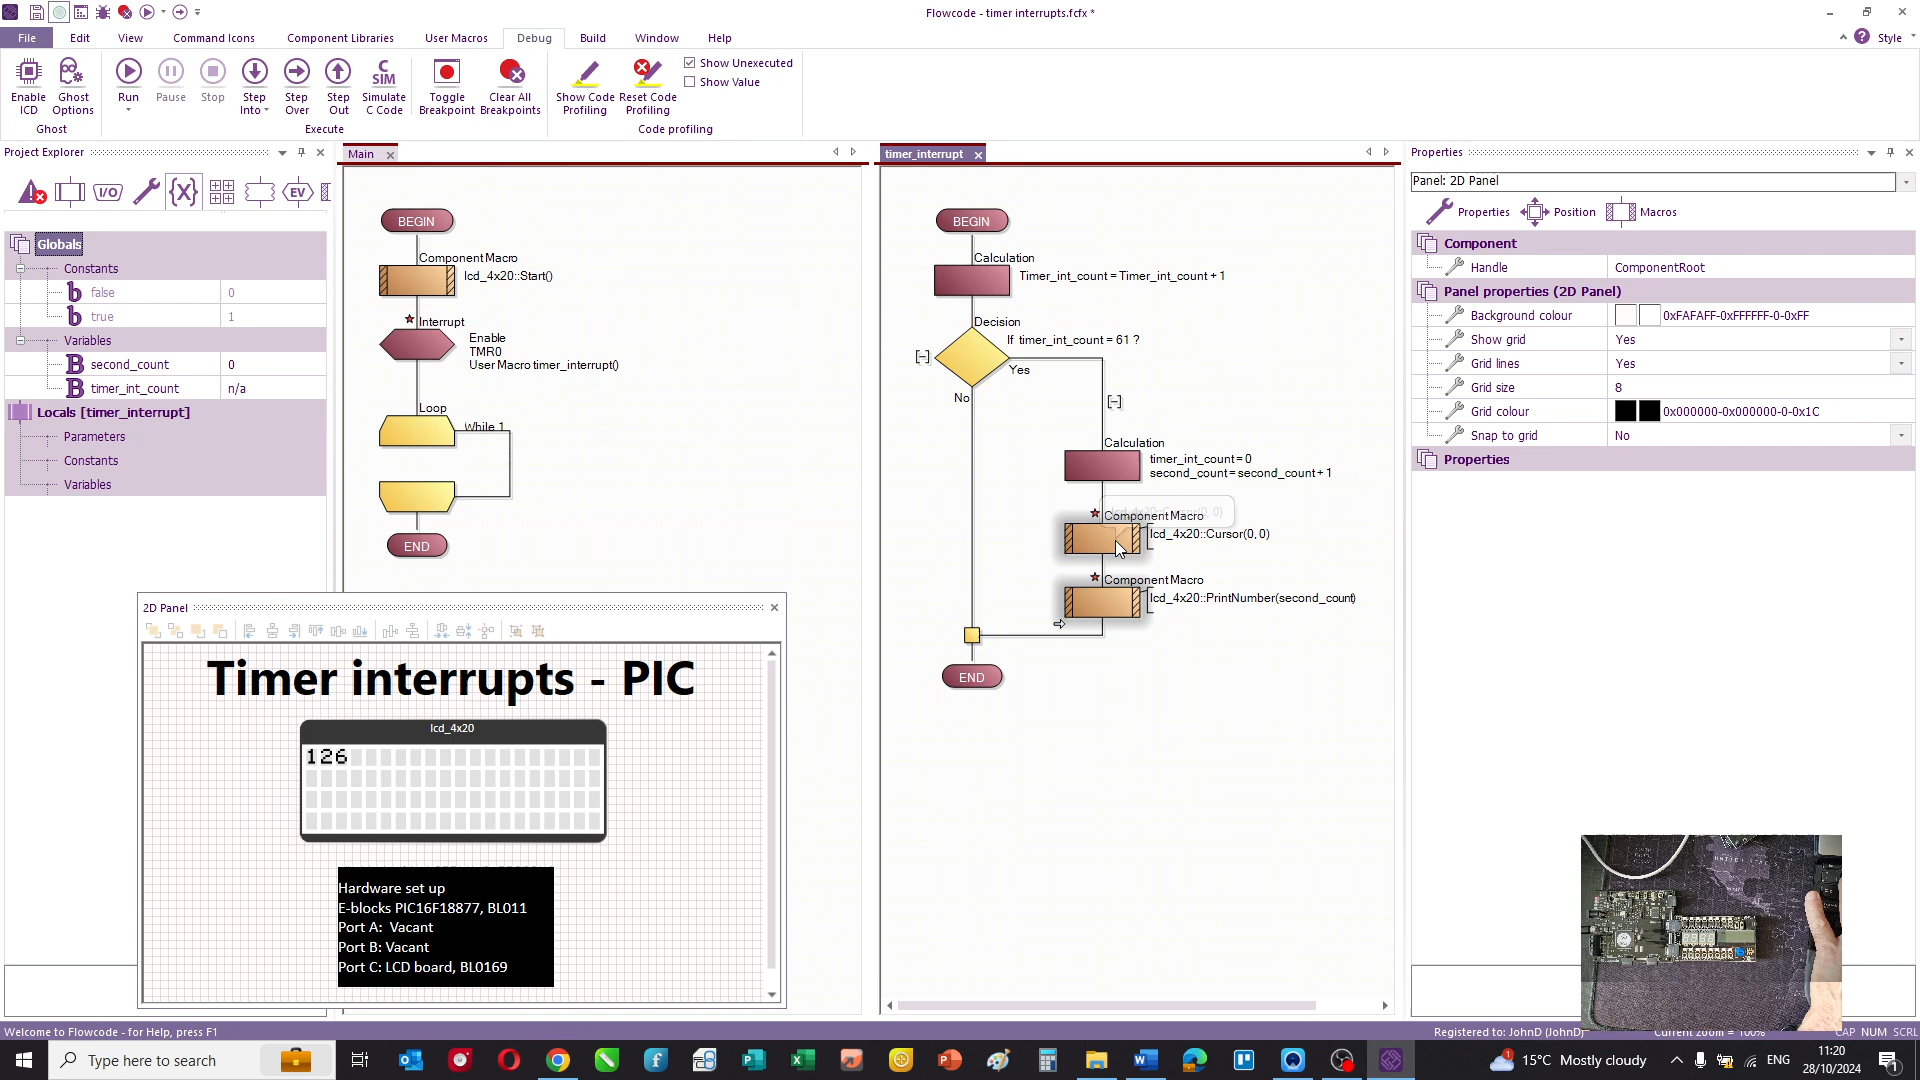 Flowcode - timer interrupts.fcfx *
File Edit View Command Icons Component Libraries User Macros Debug Build Window Help Style
Enable ICD
Ghost Options
Run
Pause
Stop
Step Into
Step Over
Step Out
C SIM
Simulate C Code
Toggle Breakpoint
Clear All Breakpoints
Show Code Profiling
Reset Code Profiling
Show Unexecuted
Show Value
Ghost
Execute
Code profiling
Project Explorer
I/O
{X}
EV
Globals
Constants
b false 0
b true 1
Variables
B second_count 0
B timer_int_count n/a
Locals [timer_interrupt]
Parameters
Constants
Variables
Main
BEGIN
Component Macro
lcd_4x20::Start()
Interrupt
Enable
TMR0
User Macro timer_interrupt()
Loop
While 1
END
2D Panel
Timer interrupts - PIC
lcd_4x20
126
Hardware set up
E-blocks PIC16F18877, BL011
Port A: Vacant
Port B: Vacant
Port C: LCD board, BL0169
timer_interrupt
BEGIN
Calculation
Timer_int_count = Timer_int_count + 1
Decision
If timer_int_count = 61 ?
Yes
No
Calculation
timer_int_count = 0
second_count = second_count + 1
lcd_4x20::Cursor(0, 0)
Component Macro
lcd_4x20::Cursor(0, 0)
Component Macro
lcd_4x20::PrintNumber(second_count)
END
Properties
Panel: 2D Panel
Properties Position Macros
Component
Handle ComponentRoot
Panel properties (2D Panel)
Background colour 0xFAFAFF-0xFFFFFF-0-0xFF
Show grid Yes
Grid lines Yes
Grid size 8
Grid colour 0x000000-0x000000-0-0x1C
Snap to grid No
Properties
Welcome to Flowcode - for Help, press F1
Registered to: JohnD (JohnD)
Current zoom = 100%
CAP NUM SCRL
Type here to search
15°C Mostly cloudy
ENG
11:20
28/10/2024